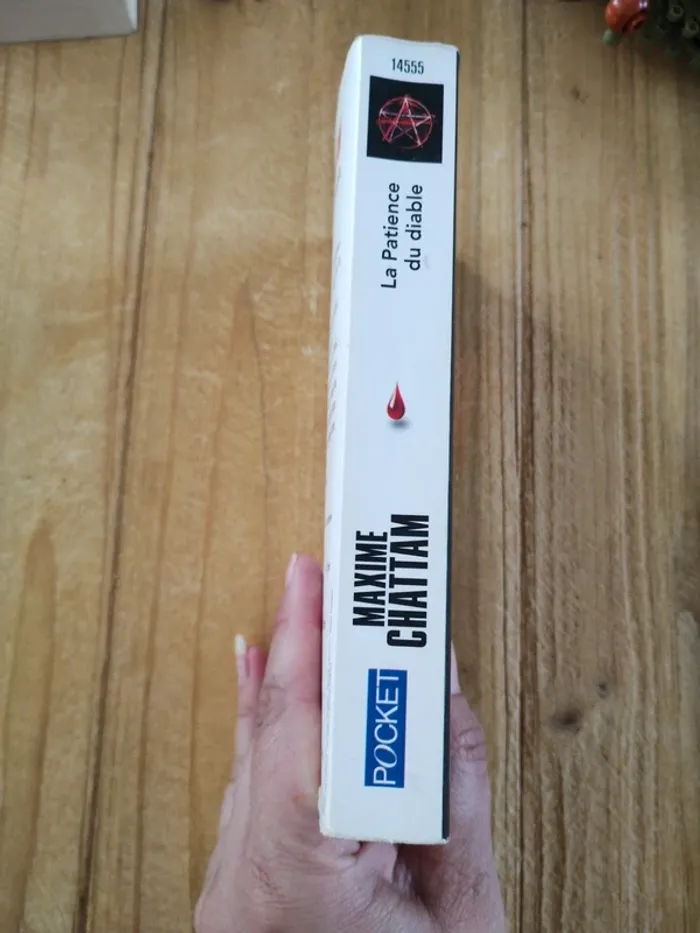 14555
La Patience
du diable
MAXIME
CHATTAM
POCKET